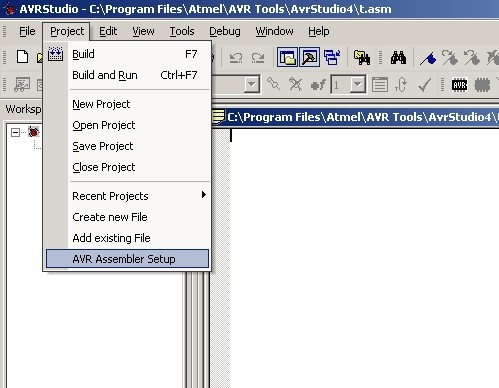 AVRStudio - C:\Program Files\Atmel\AVR Tools\AvrStudio4\t.asm
File Project Edit View Tools Debug Window Help
Build F7
Build and Run Ctrl+F7
New Project
Open Project
Save Project
Close Project
Recent Projects
Create new File
Add existing File
AVR Assembler Setup
1
AVR
Worksp
C:\Program Files\Atmel\AVR Tools\AvrStudio4\